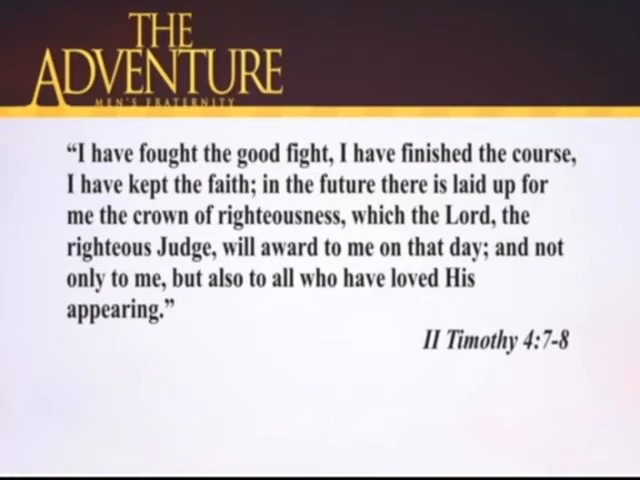 THE
ADVENTURE
MEN'S FRATERNITY
“I have fought the good fight, I have finished the course,
I have kept the faith; in the future there is laid up for
me the crown of righteousness, which the Lord, the
righteous Judge, will award to me on that day; and not
only to me, but also to all who have loved His
appearing.”
II Timothy 4:7-8